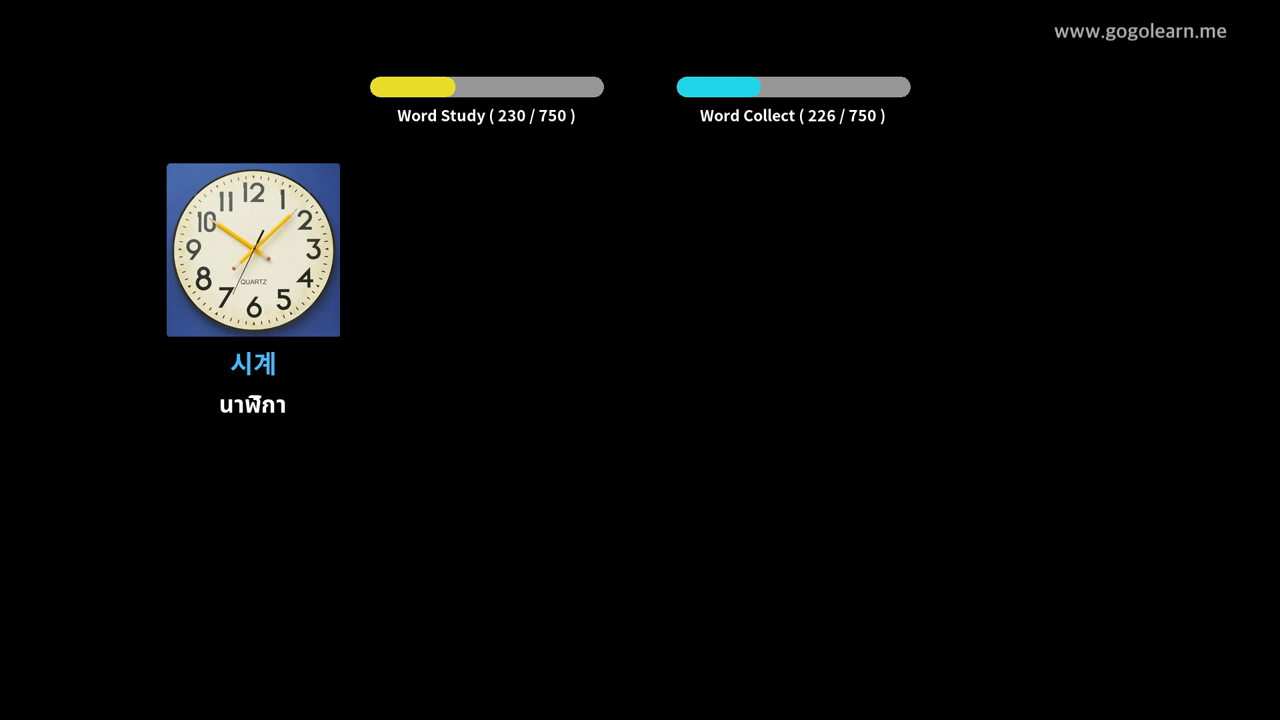 www.gogolearn.me
Word Study ( 230 / 750 )
Word Collect ( 226 / 750 )
12
1
2
3
4
5
6
7
8
9
10
11
QUARTZ
시계
นาฬิกา